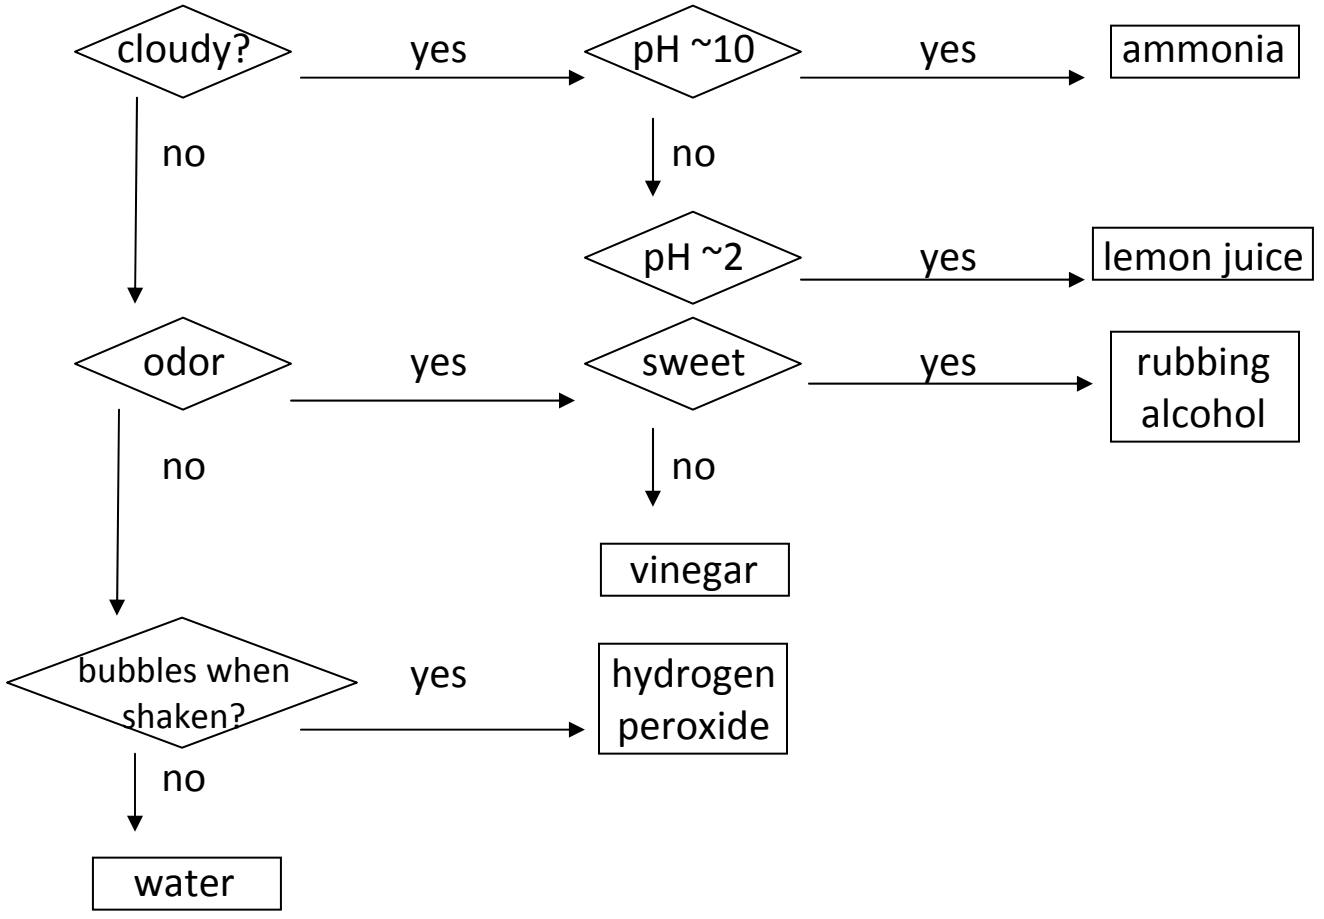 cloudy?
yes
pH ~10
yes
ammonia
no
no
pH ~2
yes
lemon juice
odor
yes
sweet
yes
rubbing
alcohol
no
no
vinegar
bubbles when
shaken?
yes
hydrogen
peroxide
no
water